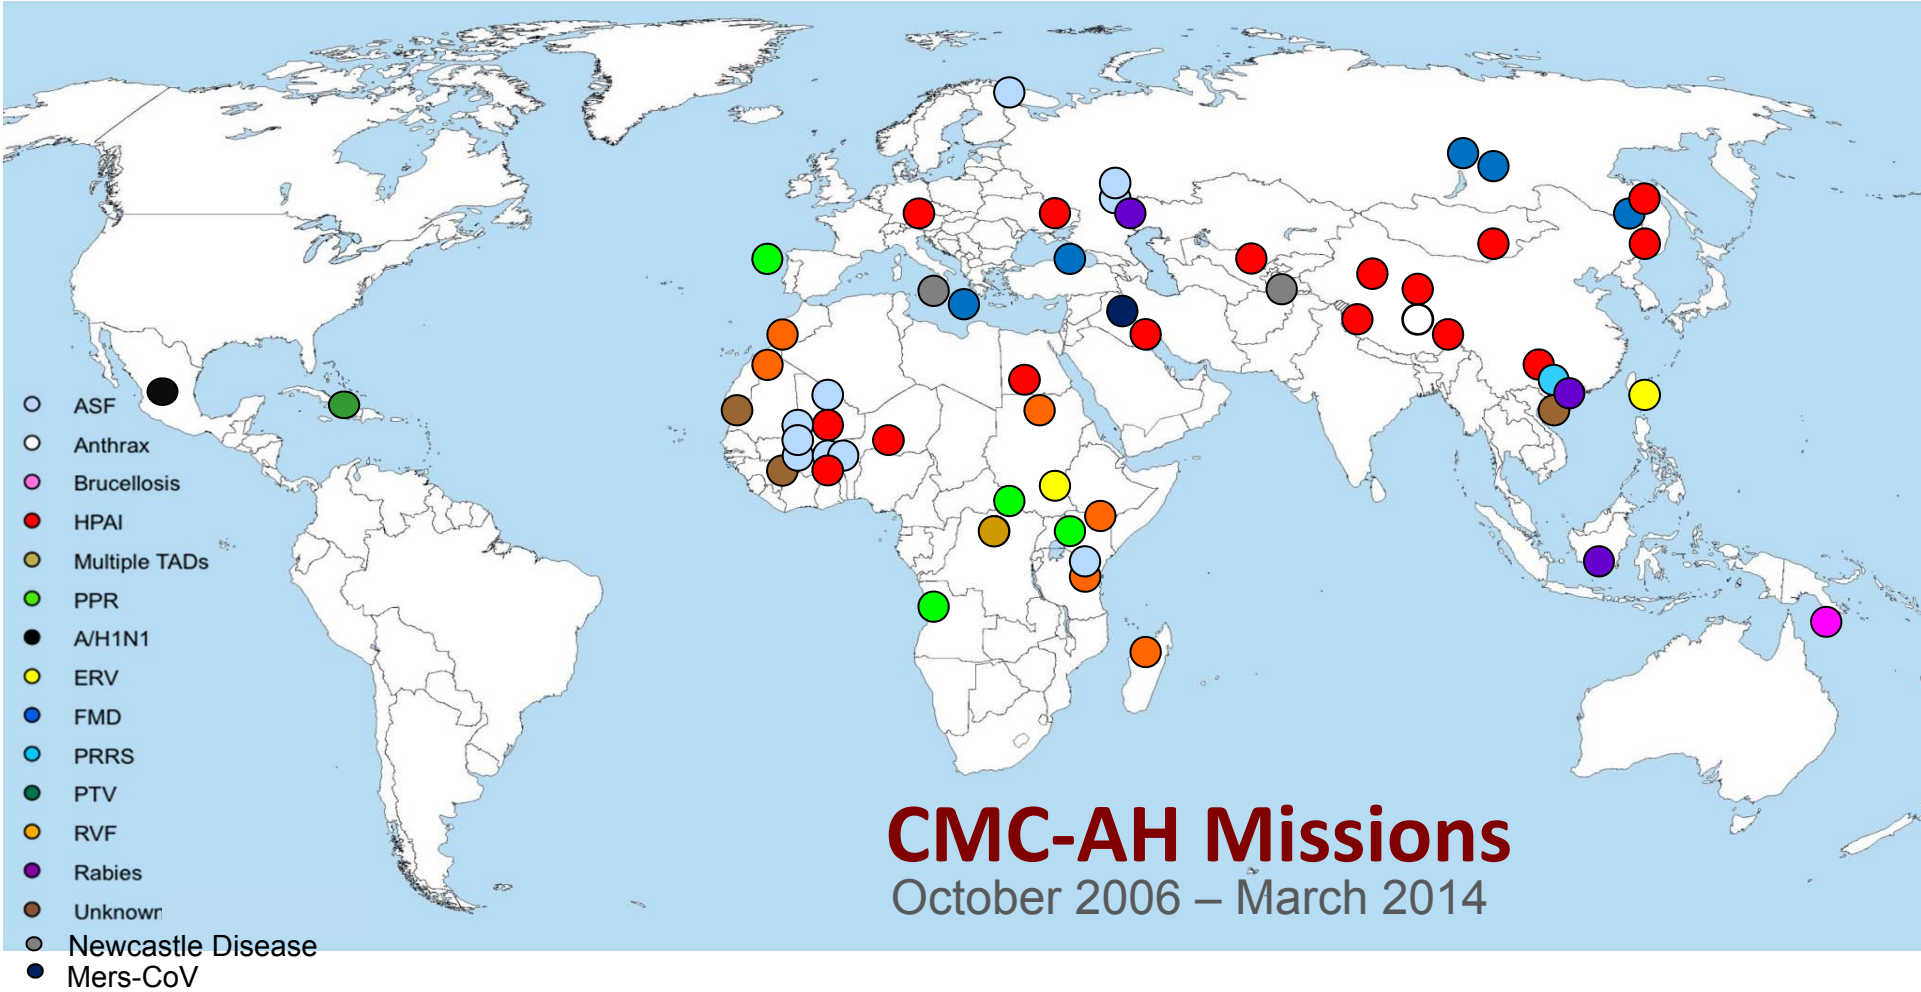 ASF
Anthrax
Brucellosis
HPAI
Multiple TADs
PPR
A/H1N1
ERV
FMD
PRRS
PTV
RVF
Rabies
Unknown
Newcastle Disease
Mers-CoV
CMC-AH Missions
October 2006 – March 2014